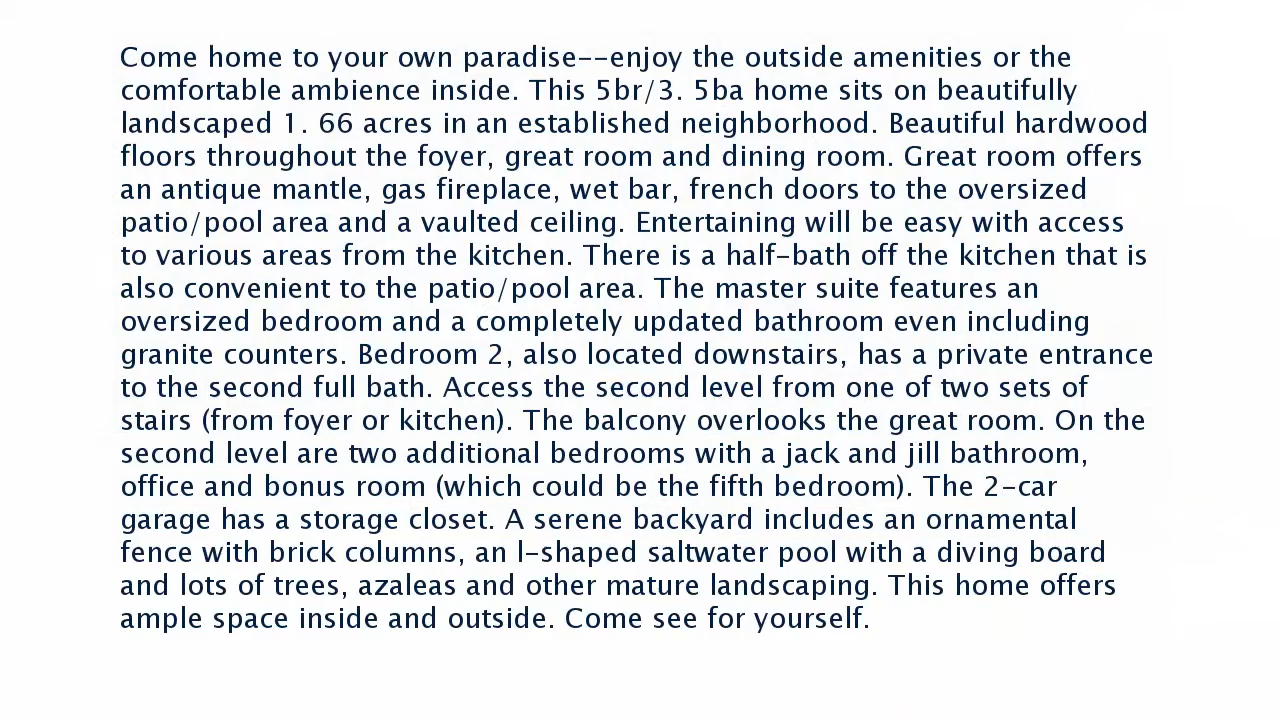 Come home to your own paradise--enjoy the outside amenities or the
comfortable ambience inside. This 5br/3. 5ba home sits on beautifully
landscaped 1. 66 acres in an established neighborhood. Beautiful hardwood
floors throughout the foyer, great room and dining room. Great room offers
an antique mantle, gas fireplace, wet bar, french doors to the oversized
patio/pool area and a vaulted ceiling. Entertaining will be easy with access
to various areas from the kitchen. There is a half-bath off the kitchen that is
also convenient to the patio/pool area. The master suite features an
oversized bedroom and a completely updated bathroom even including
granite counters. Bedroom 2, also located downstairs, has a private entrance
to the second full bath. Access the second level from one of two sets of
stairs (from foyer or kitchen). The balcony overlooks the great room. On the
second level are two additional bedrooms with a jack and jill bathroom,
office and bonus room (which could be the fifth bedroom). The 2-car
garage has a storage closet. A serene backyard includes an ornamental
fence with brick columns, an l-shaped saltwater pool with a diving board
and lots of trees, azaleas and other mature landscaping. This home offers
ample space inside and outside. Come see for yourself.